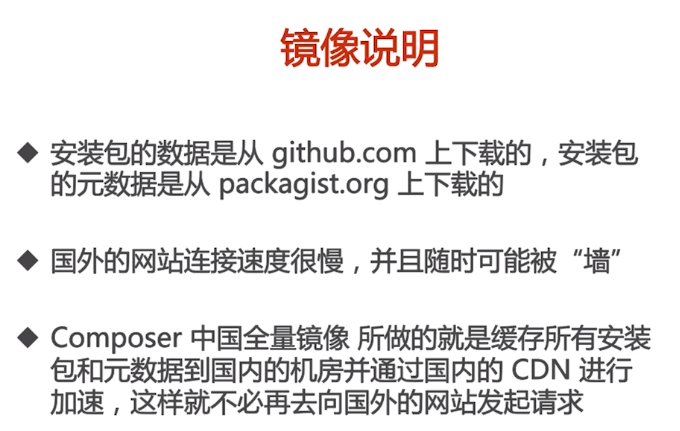 镜像说明
◆ 安装包的数据是从 github.com 上下载的，安装包
的元数据是从 packagist.org 上下载的
◆ 国外的网站连接速度很慢，并且随时可能被“墙”
◆ Composer 中国全量镜像 所做的就是缓存所有安装
包和元数据到国内的机房并通过国内的 CDN 进行
加速，这样就不必再去向国外的网站发起请求